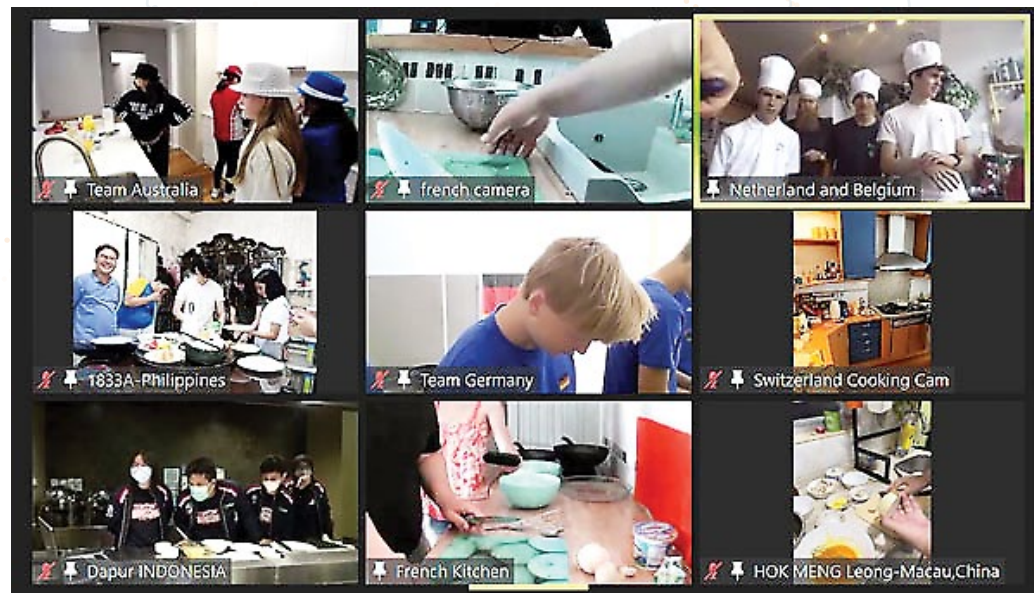 Team Australia
french camera
Netherland and Belgium
1833A-Philippines
Team Germany
Switzerland Cooking Cam
Dapur INDONESIA
French Kitchen
HOK MENG Leong-Macau,China